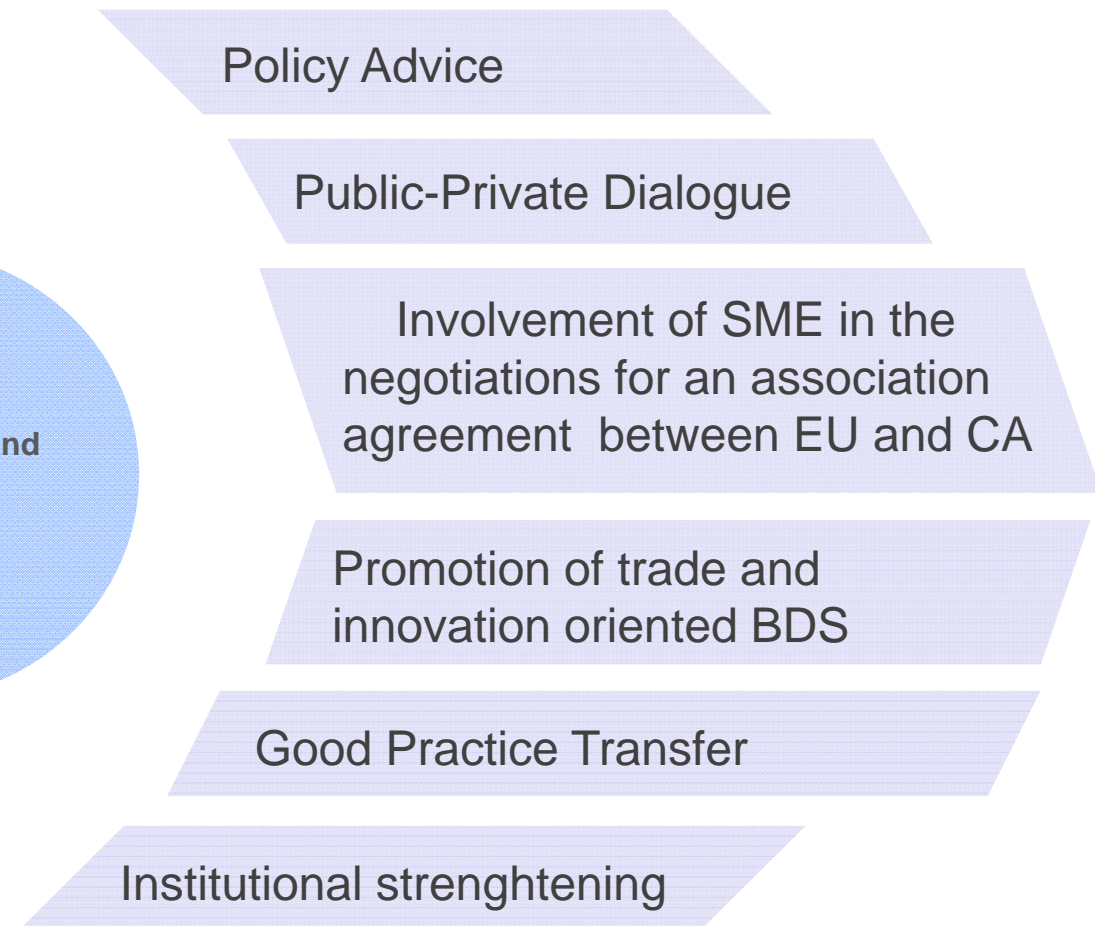 Policy Advice
Public-Private Dialogue
Involvement of SME in the
negotiations for an association
agreement between EU and CA
nd
Promotion of trade and
innovation oriented BDS
Good Practice Transfer
Institutional strenghtening